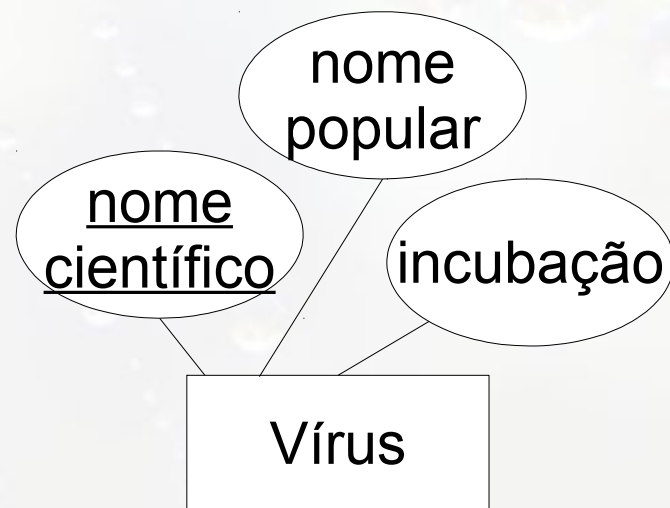 nome
popular
nome
científico
incubação
Vírus